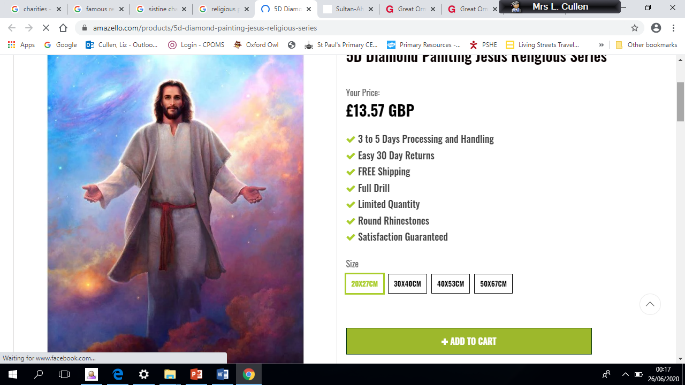 charities
famous n
sistine cha
religious p
5D Diamo
Sultan-Ah
Great Om
Great Om
Mrs L. Cullen
amazello.com/products/5d-diamond-painting-jesus-religious-series
Apps
Google
Cullen, Liz - Outloo...
Login - CPOMS
Oxford Owl
St Paul's Primary CE...
Primary Resources -...
PSHE
Living Streets Travel...
»
Other bookmarks
5D Diamond Painting Jesus Religious Series
Your Price:
£13.57 GBP
3 to 5 Days Processing and Handling
Easy 30 Day Returns
FREE Shipping
Full Drill
Limited Quantity
Round Rhinestones
Satisfaction Guaranteed
Size
20X27CM
30X40CM
40X53CM
50X67CM
+ ADD TO CART
Waiting for www.facebook.com...
00:17
26/06/2020